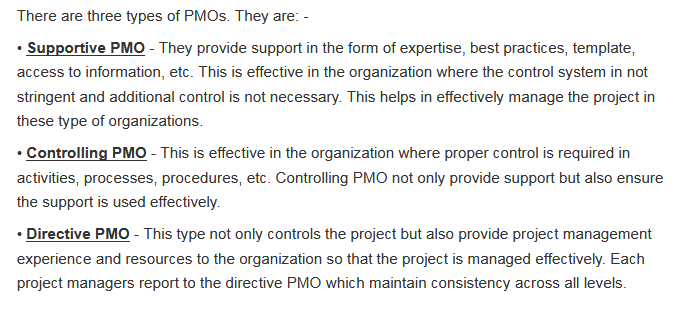 There are three types of PMOs. They are: -
• Supportive PMO - They provide support in the form of expertise, best practices, template,
access to information, etc. This is effective in the organization where the control system in not
stringent and additional control is not necessary. This helps in effectively manage the project in
these type of organizations.
• Controlling PMO - This is effective in the organization where proper control is required in
activities, processes, procedures, etc. Controlling PMO not only provide support but also ensure
the support is used effectively.
• Directive PMO - This type not only controls the project but also provide project management
experience and resources to the organization so that the project is managed effectively. Each
project managers report to the directive PMO which maintain consistency across all levels.